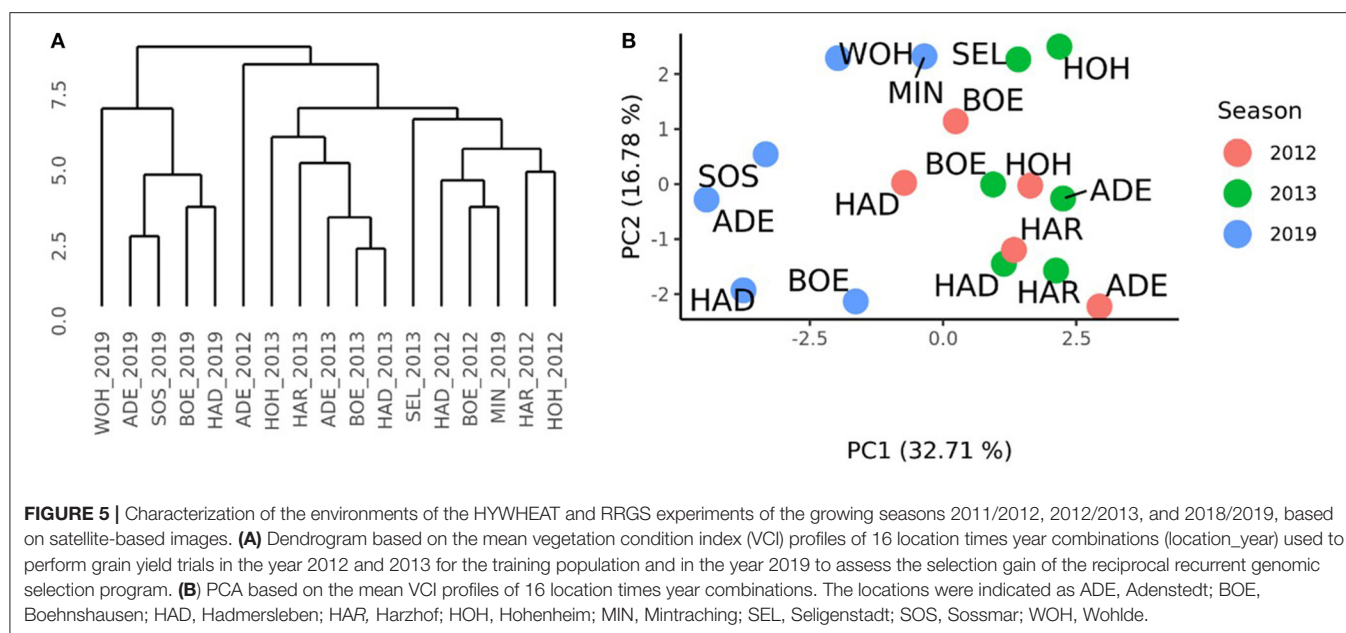 A
7.5
5.0
2.5
0.0
WOH_2019
ADE_2019
SOS_2019
BOE_2019
HAD_2019
ADE_2012
HOH_2013
HAR_2013
ADE_2013
BOE_2013
HAD_2013
SEL_2013
HAD_2012
BOE_2012
MIN_2019
HAR_2012
HOH_2012
B
PC2 (16.78 %)
2
1
0
-1
-2
WOH
SEL
HOH
MIN
BOE
SOS
BOE
HOH
ADE
HAD
ADE
HAR
HAD
BOE
HAD
HAR
ADE
-2.5
0.0
2.5
PC1 (32.71 %)
Season
2012
2013
2019
FIGURE 5 | Characterization of the environments of the HYWHEAT and RRGS experiments of the growing seasons 2011/2012, 2012/2013, and 2018/2019, based
on satellite-based images. (A) Dendrogram based on the mean vegetation condition index (VCI) profiles of 16 location times year combinations (location_year) used to
perform grain yield trials in the year 2012 and 2013 for the training population and in the year 2019 to assess the selection gain of the reciprocal recurrent genomic
selection program. (B) PCA based on the mean VCI profiles of 16 location times year combinations. The locations were indicated as ADE, Adenstedt; BOE,
Boehnshausen; HAD, Hadmersleben; HAR, Harzhof; HOH, Hohenheim; MIN, Mintraching; SEL, Seligenstadt; SOS, Sossmar; WOH, Wohlde.